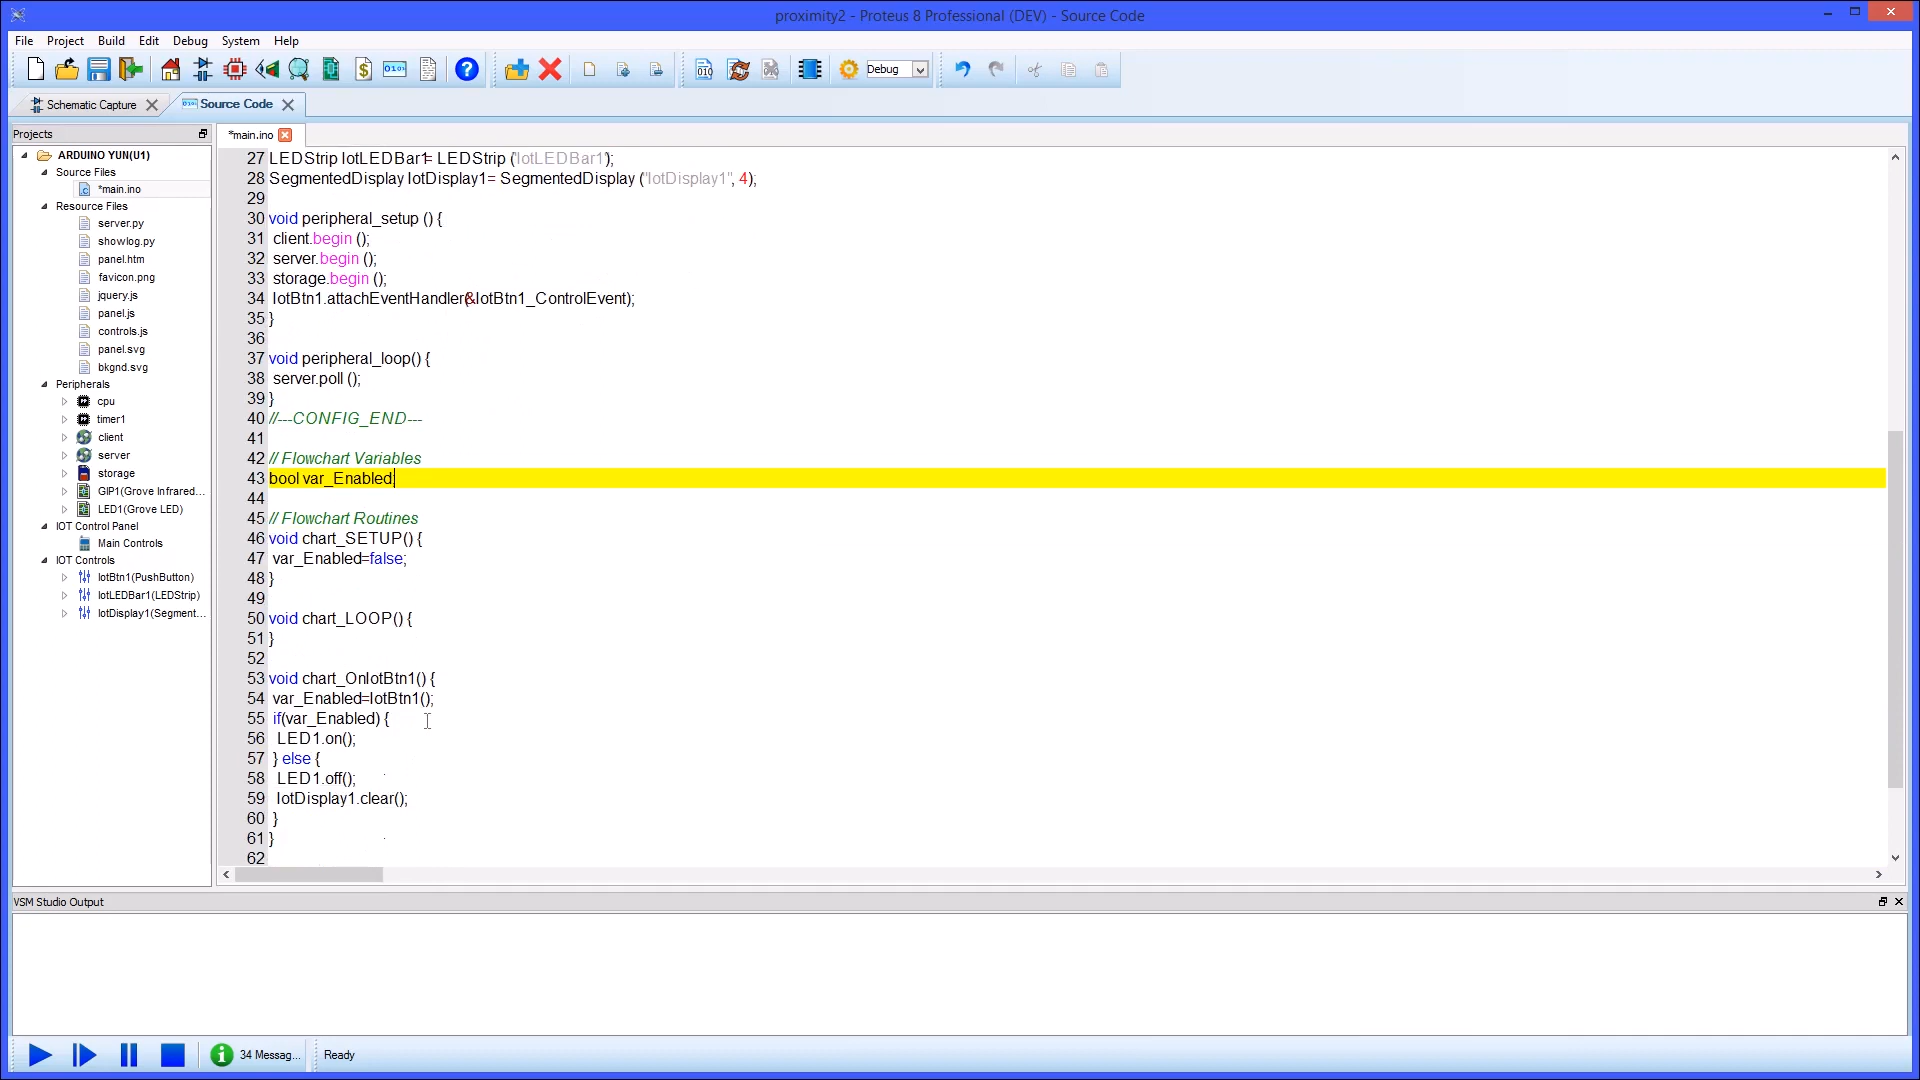 proximity2 - Proteus 8 Professional (DEV) - Source Code
File Project Build Edit Debug System Help
Debug
Schematic Capture Source Code
Projects
ARDUINO YUN(U1)
Source Files
*main.ino
Resource Files
server.py
showlog.py
panel.htm
favicon.png
jquery.js
panel.js
controls.js
panel.svg
bkgnd.svg
Peripherals
cpu
timer1
client
server
storage
GIP1(Grove Infrared...
LED1(Grove LED)
IOT Control Panel
Main Controls
IOT Controls
IotBtn1(PushButton)
IotLEDBar1(LEDStrip)
IotDisplay1(Segment...
*main.ino
27 LEDStrip IotLEDBar1= LEDStrip ("IotLEDBar1");
28 SegmentedDisplay IotDisplay1= SegmentedDisplay ("IotDisplay1", 4);
29
30 void peripheral_setup () {
31 client.begin ();
32 server.begin ();
33 storage.begin ();
34 IotBtn1.attachEventHandler(&IotBtn1_ControlEvent);
35 }
36
37 void peripheral_loop() {
38 server.poll ();
39 }
40 //---CONFIG_END---
41
42 // Flowchart Variables
43 bool var_Enabled;
44
45 // Flowchart Routines
46 void chart_SETUP() {
47 var_Enabled=false;
48 }
49
50 void chart_LOOP() {
51 }
52
53 void chart_OnIotBtn1() {
54 var_Enabled=IotBtn1();
55 if(var_Enabled) {
56 LED1.on();
57 } else {
58 LED1.off();
59 IotDisplay1.clear();
60 }
61 }
62
VSM Studio Output
34 Messag... Ready